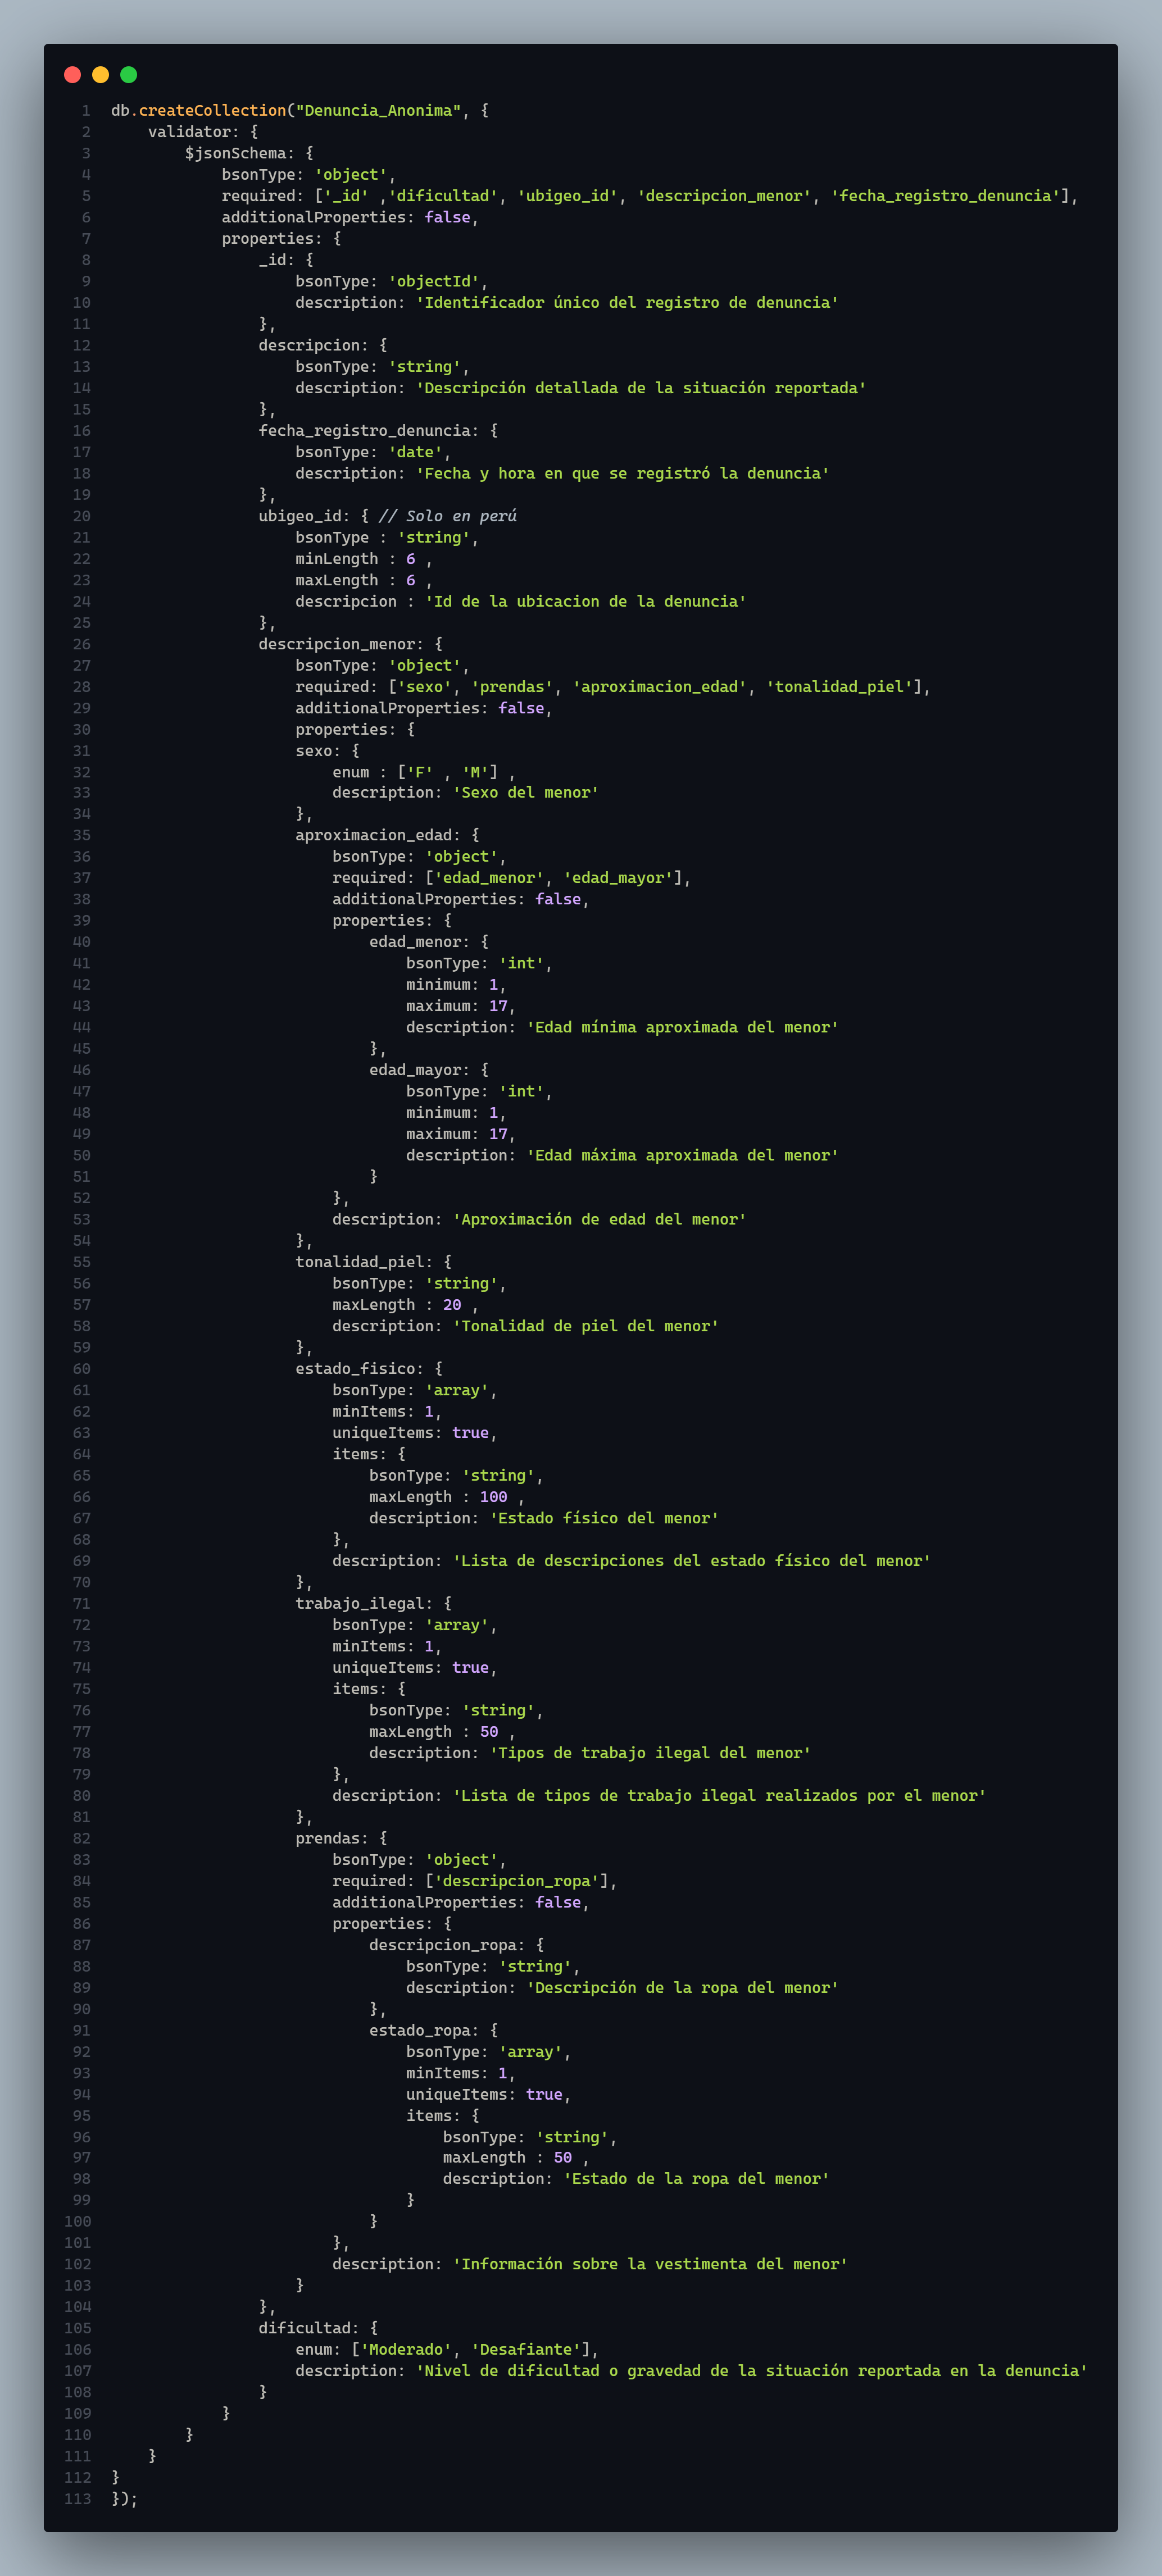 1 db.createCollection("Denuncia_Anonima", {
2     validator: {
3         $jsonSchema: {
4             bsonType: 'object',
5             required: ['_id' ,'dificultad', 'ubigeo_id', 'descripcion_menor', 'fecha_registro_denuncia'],
6             additionalProperties: false,
7             properties: {
8                 _id: {
9                     bsonType: 'objectId',
10                     description: 'Identificador único del registro de denuncia'
11                 },
12                 descripcion: {
13                     bsonType: 'string',
14                     description: 'Descripción detallada de la situación reportada'
15                 },
16                 fecha_registro_denuncia: {
17                     bsonType: 'date',
18                     description: 'Fecha y hora en que se registró la denuncia'
19                 },
20                 ubigeo_id: { // Solo en perú
21                     bsonType : 'string',
22                     minLength : 6 ,
23                     maxLength : 6 ,
24                     descripcion : 'Id de la ubicacion de la denuncia'
25                 },
26                 descripcion_menor: {
27                     bsonType: 'object',
28                     required: ['sexo', 'prendas', 'aproximacion_edad', 'tonalidad_piel'],
29                     additionalProperties: false,
30                     properties: {
31                     sexo: {
32                         enum : ['F' , 'M'] ,
33                         description: 'Sexo del menor'
34                     },
35                     aproximacion_edad: {
36                         bsonType: 'object',
37                         required: ['edad_menor', 'edad_mayor'],
38                         additionalProperties: false,
39                         properties: {
40                             edad_menor: {
41                                 bsonType: 'int',
42                                 minimum: 1,
43                                 maximum: 17,
44                                 description: 'Edad mínima aproximada del menor'
45                             },
46                             edad_mayor: {
47                                 bsonType: 'int',
48                                 minimum: 1,
49                                 maximum: 17,
50                                 description: 'Edad máxima aproximada del menor'
51                             }
52                         },
53                         description: 'Aproximación de edad del menor'
54                     },
55                     tonalidad_piel: {
56                         bsonType: 'string',
57                         maxLength : 20 ,
58                         description: 'Tonalidad de piel del menor'
59                     },
60                     estado_fisico: {
61                         bsonType: 'array',
62                         minItems: 1,
63                         uniqueItems: true,
64                         items: {
65                             bsonType: 'string',
66                             maxLength : 100 ,
67                             description: 'Estado físico del menor'
68                         },
69                         description: 'Lista de descripciones del estado físico del menor'
70                     },
71                     trabajo_ilegal: {
72                         bsonType: 'array',
73                         minItems: 1,
74                         uniqueItems: true,
75                         items: {
76                             bsonType: 'string',
77                             maxLength : 50 ,
78                             description: 'Tipos de trabajo ilegal del menor'
79                         },
80                         description: 'Lista de tipos de trabajo ilegal realizados por el menor'
81                     },
82                     prendas: {
83                         bsonType: 'object',
84                         required: ['descripcion_ropa'],
85                         additionalProperties: false,
86                         properties: {
87                             descripcion_ropa: {
88                                 bsonType: 'string',
89                                 description: 'Descripción de la ropa del menor'
90                             },
91                             estado_ropa: {
92                                 bsonType: 'array',
93                                 minItems: 1,
94                                 uniqueItems: true,
95                                 items: {
96                                     bsonType: 'string',
97                                     maxLength : 50 ,
98                                     description: 'Estado de la ropa del menor'
99                                 }
100                             }
101                         },
102                         description: 'Información sobre la vestimenta del menor'
103                     }
104                 },
105                 dificultad: {
106                     enum: ['Moderado', 'Desafiante'],
107                     description: 'Nivel de dificultad o gravedad de la situación reportada en la denuncia'
108                 }
109             }
110         }
111     }
112 }
113 });